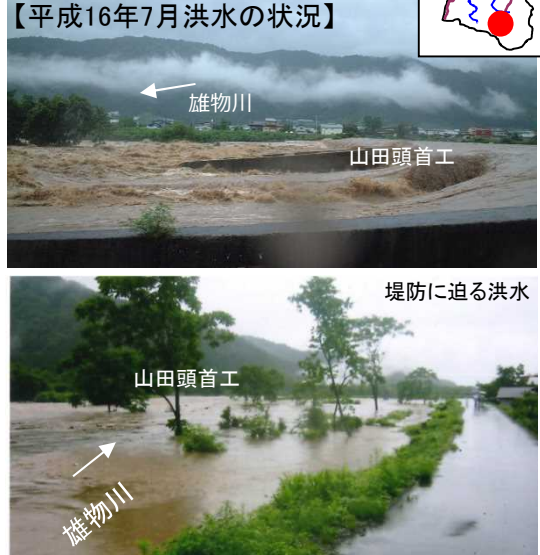 【平成16年7月洪水の状況】
雄物川
山田頭首工
堤防に迫る洪水
山田頭首工
雄物川